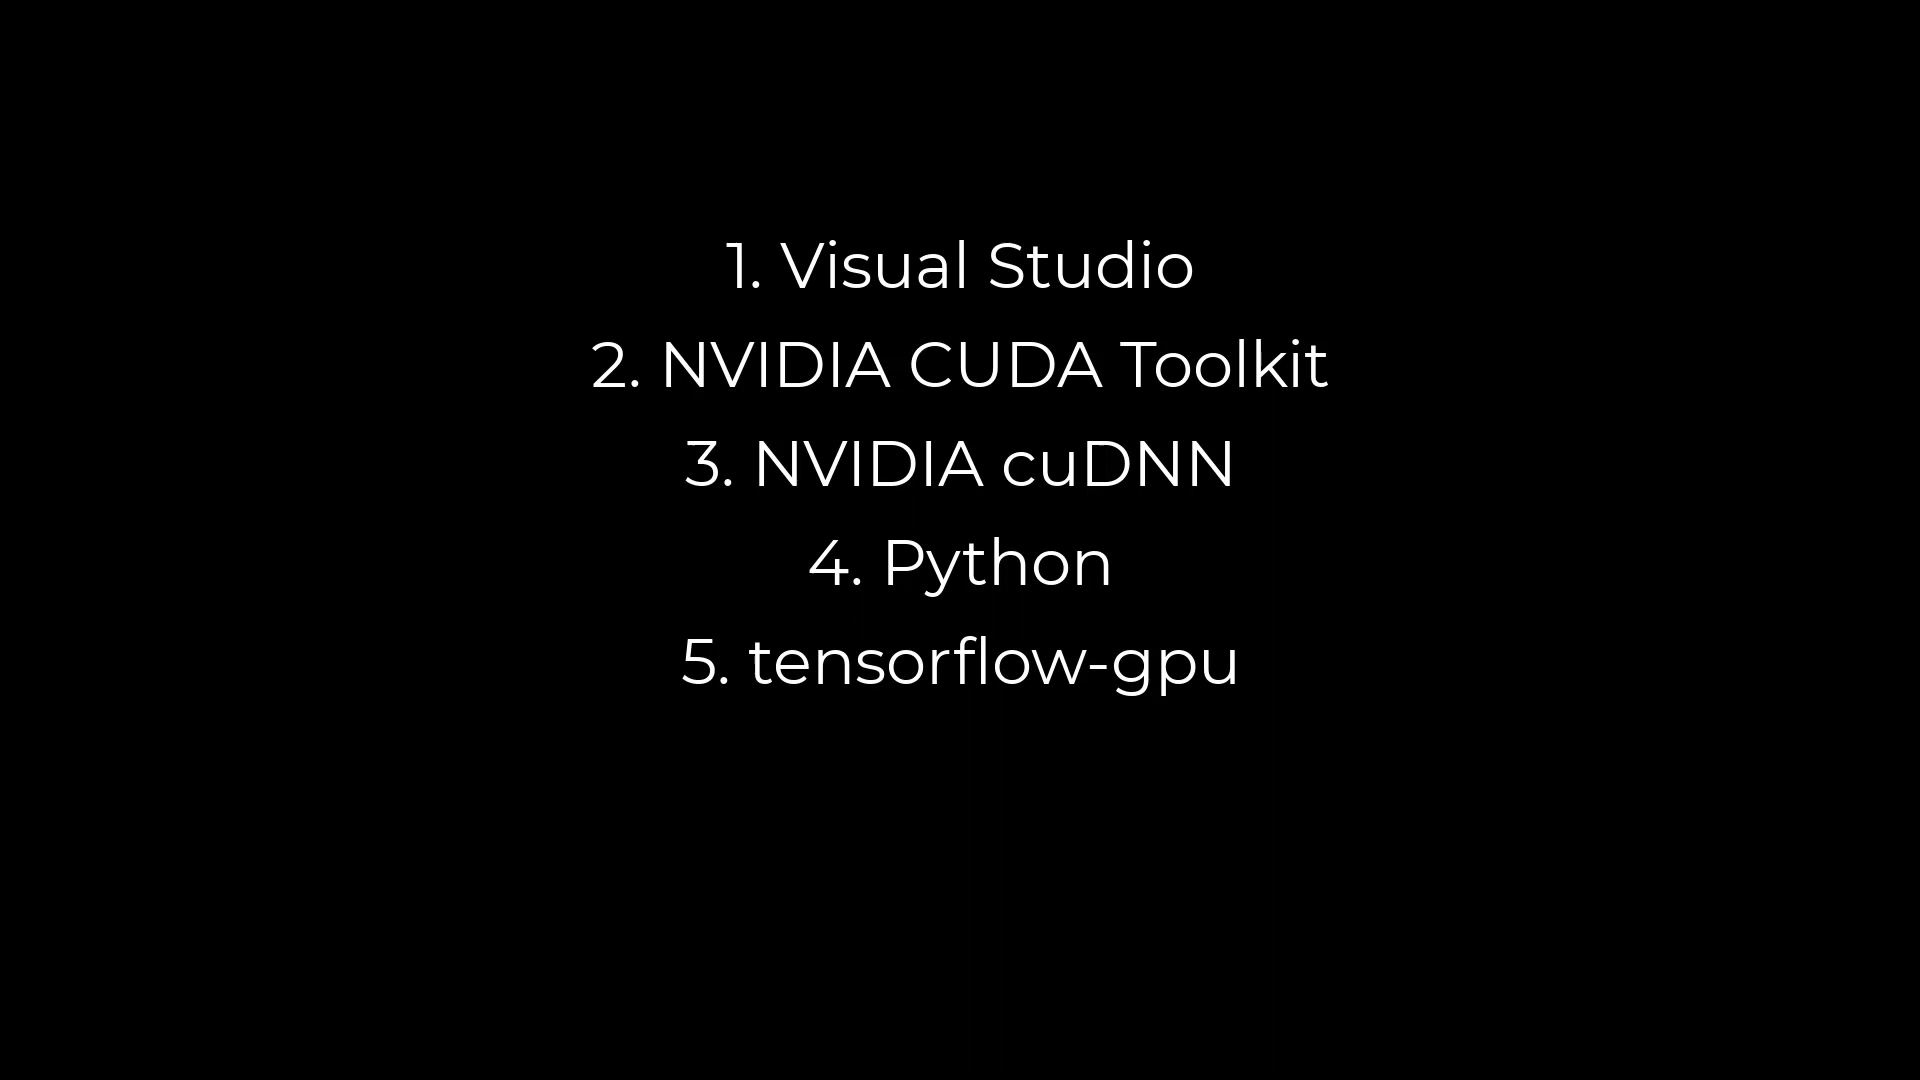 1. Visual Studio
2. NVIDIA CUDA Toolkit
3. NVIDIA cuDNN
4. Python
5. tensorflow-gpu